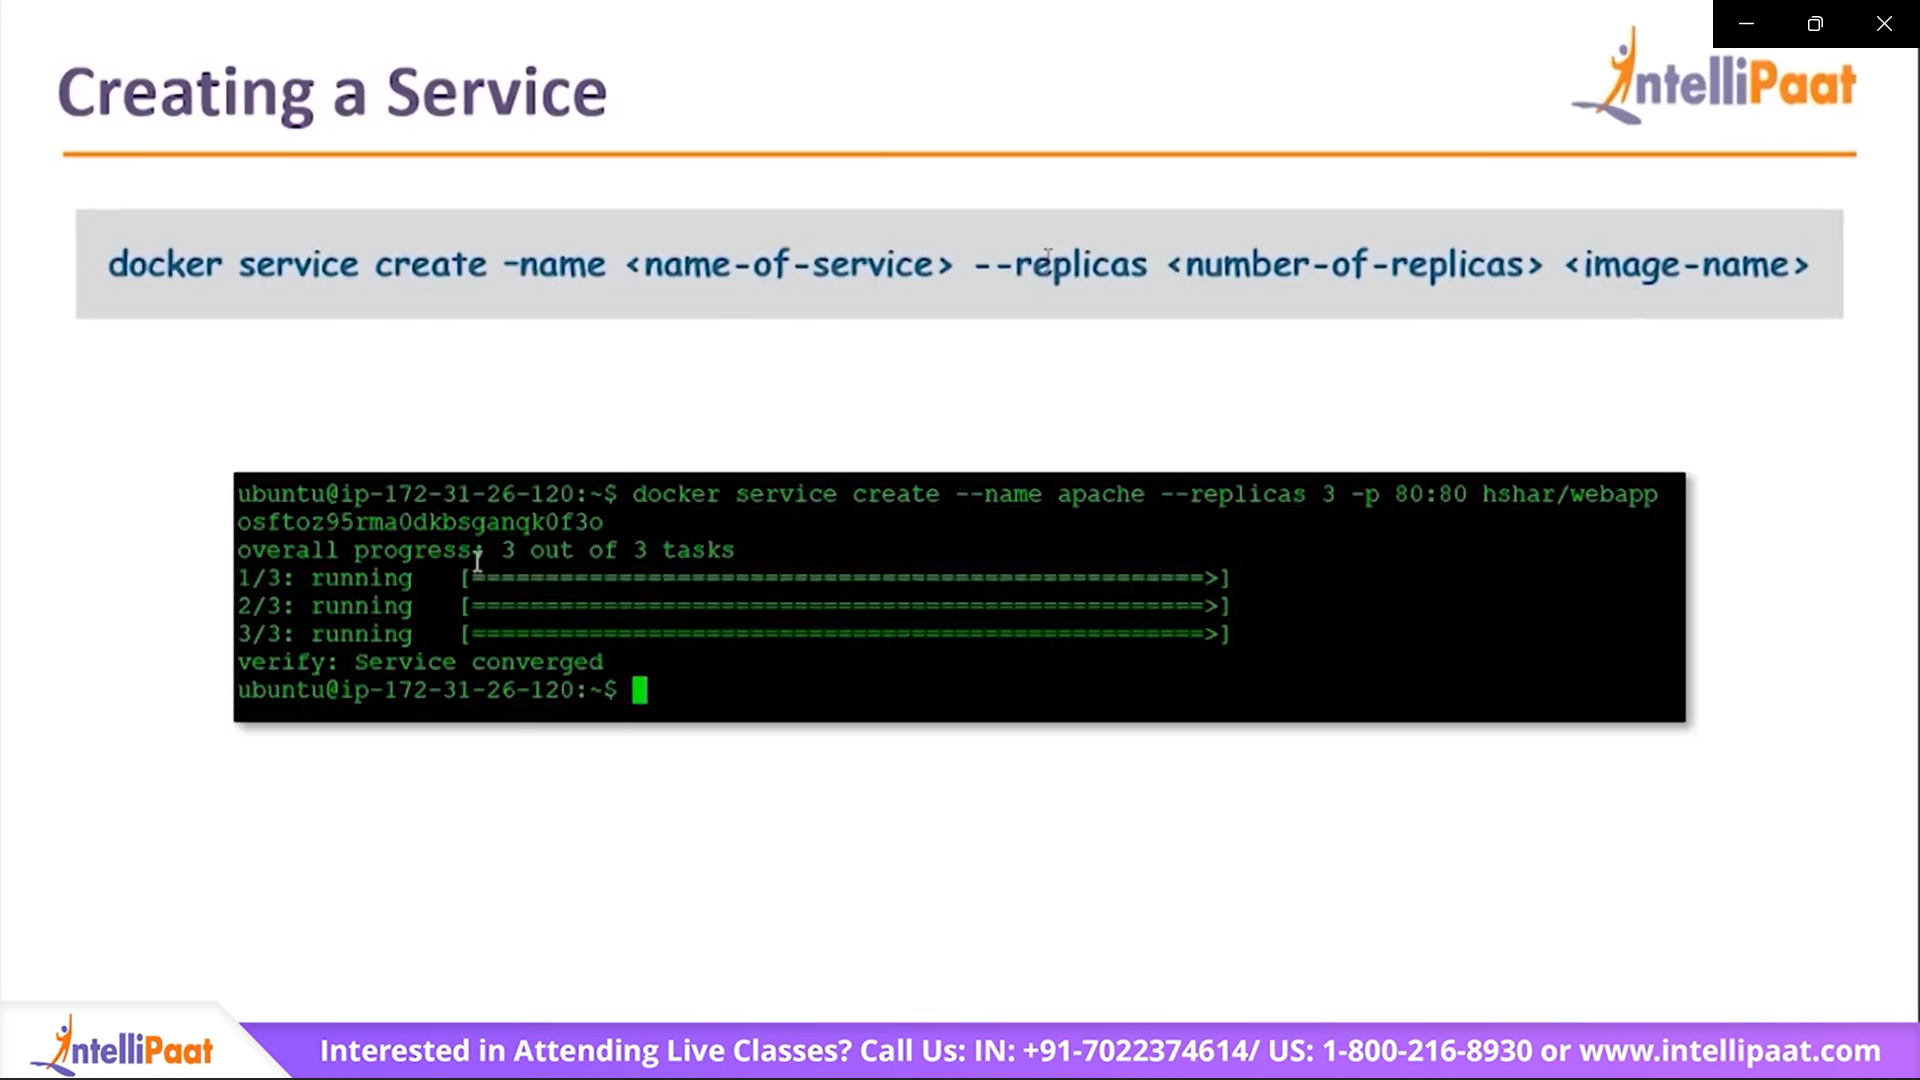 Creating a Service
IntelliPaat
docker service create –name <name-of-service> --replicas <number-of-replicas> <image-name>
ubuntu@ip-172-31-26-120:~$ docker service create --name apache --replicas 3 -p 80:80 hshar/webapp
osftoz95rma0dkbsganqk0f3o
overall progress: 3 out of 3 tasks
1/3: running   [==================================================>]
2/3: running   [==================================================>]
3/3: running   [==================================================>]
verify: Service converged
ubuntu@ip-172-31-26-120:~$
IntelliPaat
Interested in Attending Live Classes? Call Us: IN: +91-7022374614/ US: 1-800-216-8930 or www.intellipaat.com